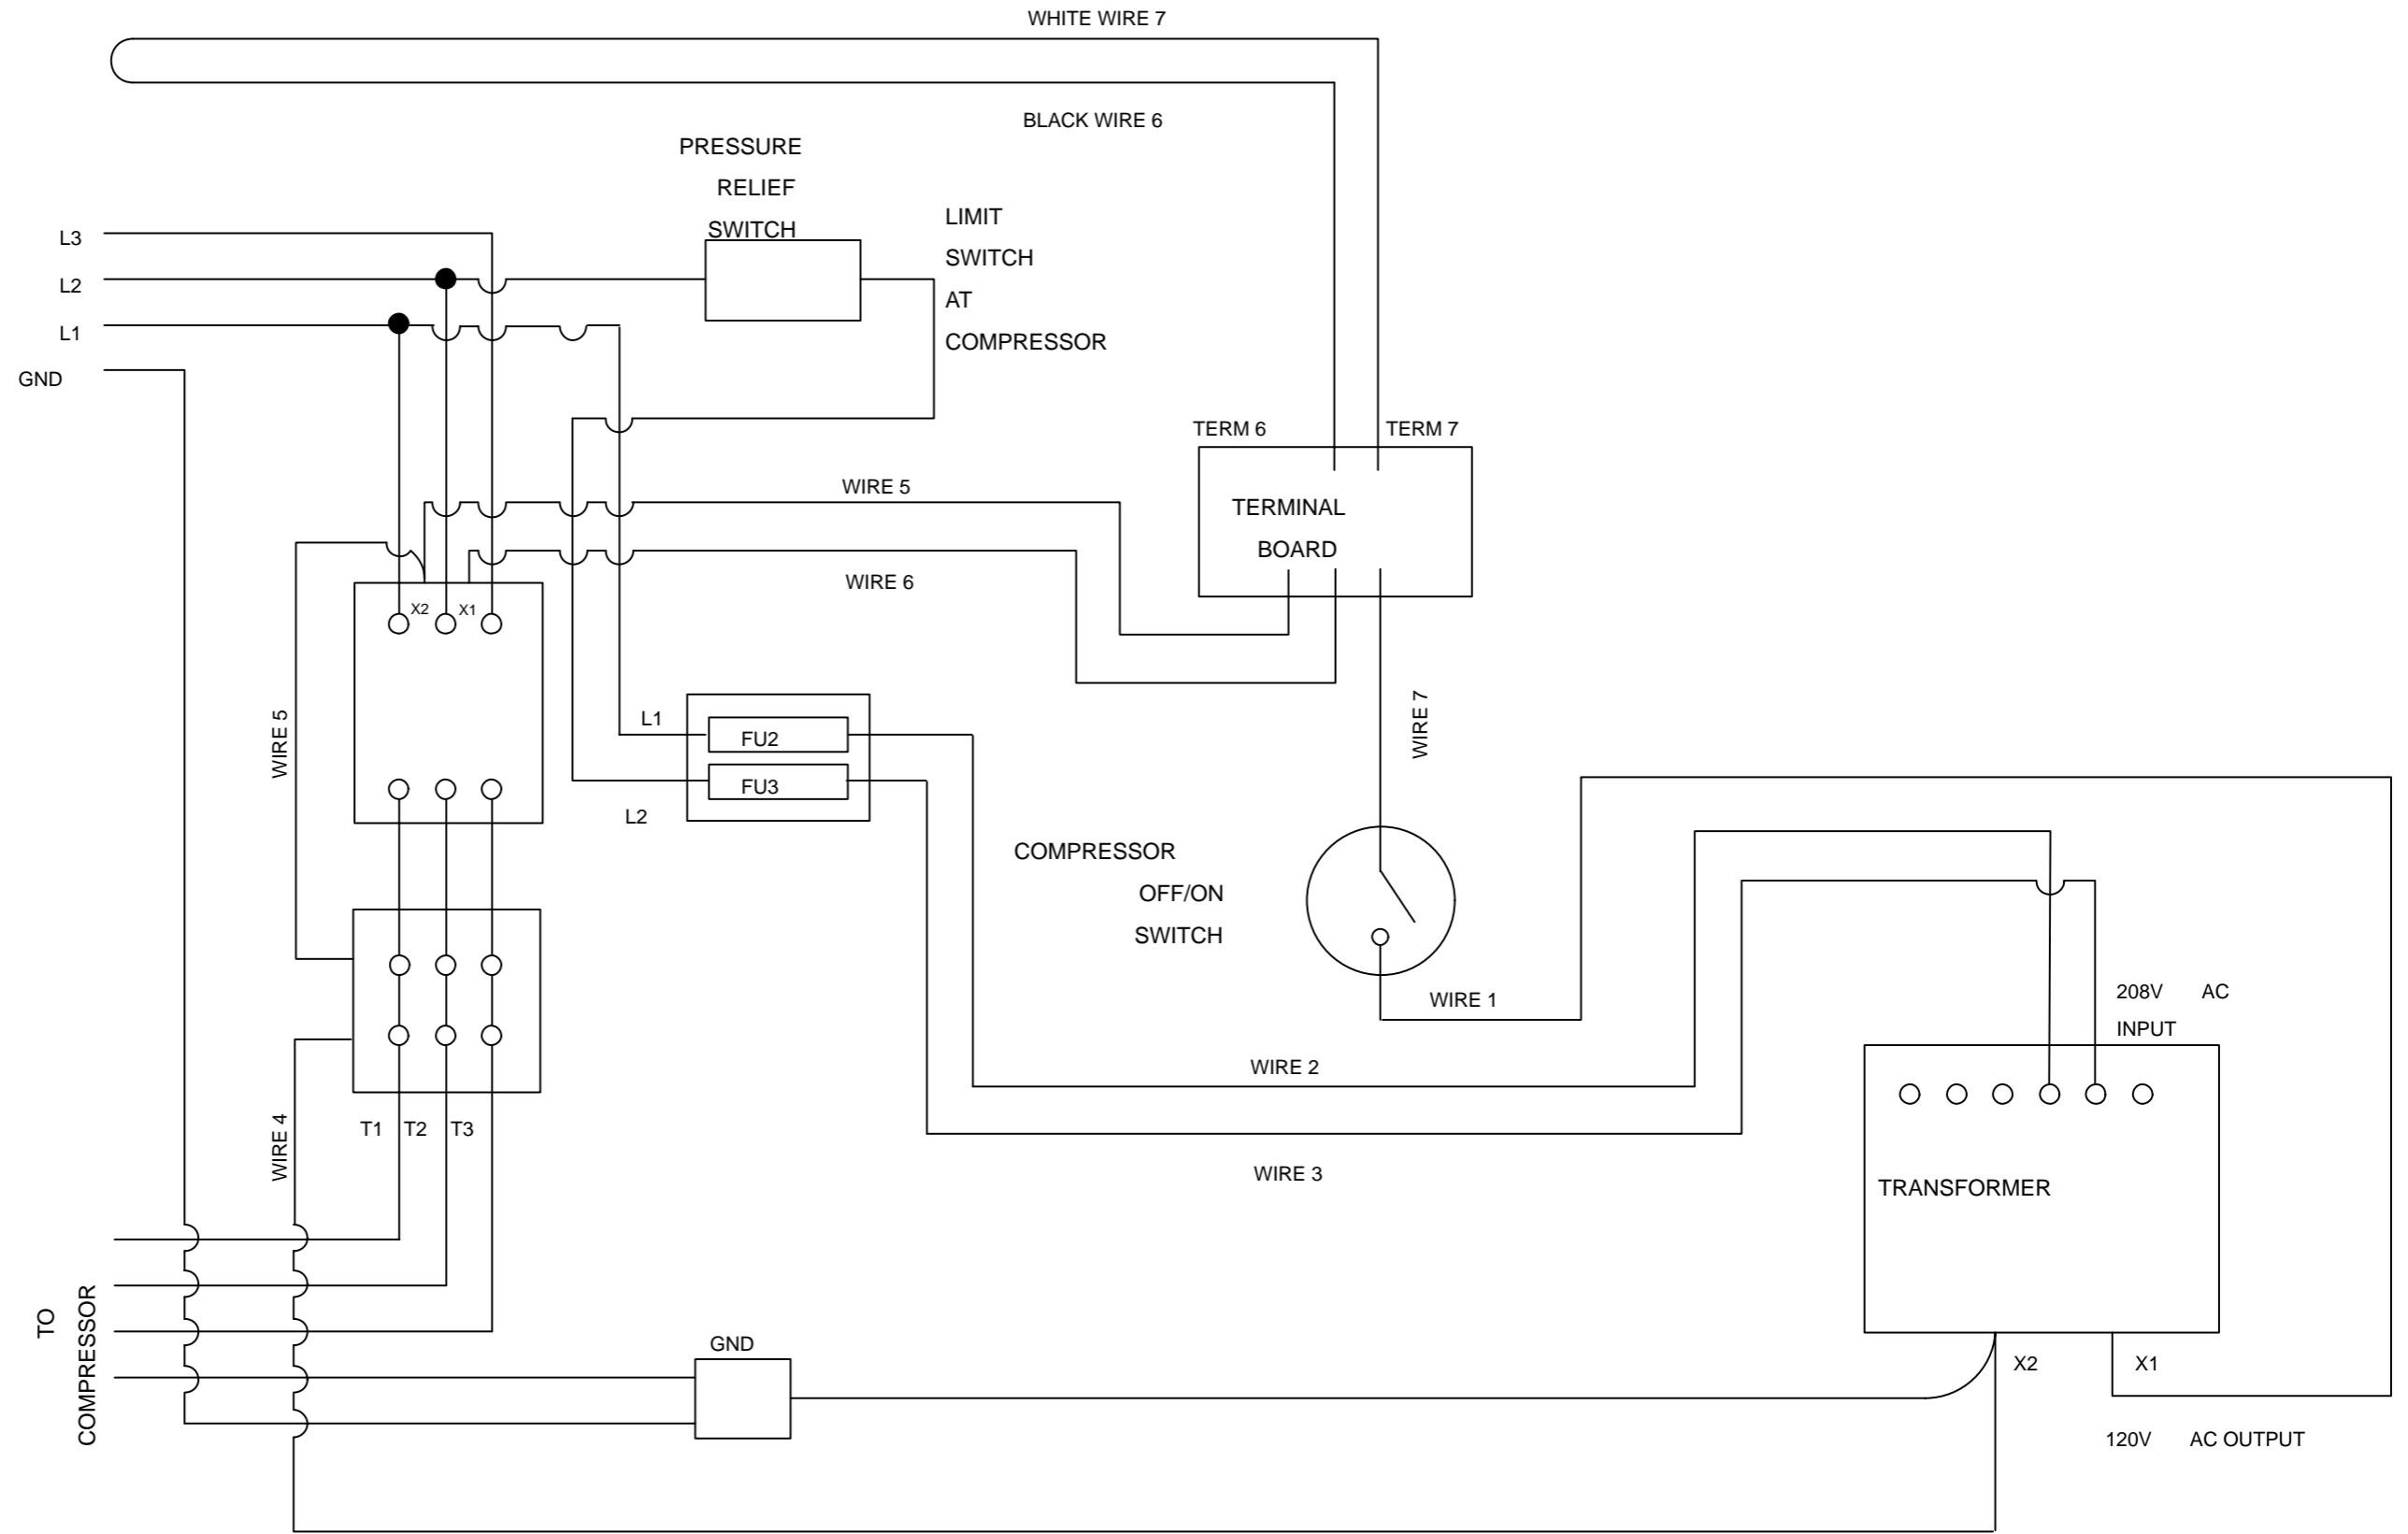 WHITE WIRE 7
BLACK WIRE 6
PRESSURE
RELIEF
SWITCH
LIMIT
SWITCH
AT
COMPRESSOR
L3
L2
L1
GND
TERM 6
TERM 7
TERMINAL
BOARD
WIRE 5
WIRE 6
X2
X1
WIRE 5
L1
FU2
FU3
L2
WIRE 7
COMPRESSOR
OFF/ON
SWITCH
WIRE 1
208V AC
INPUT
WIRE 2
WIRE 3
T1
T2
T3
WIRE 4
TRANSFORMER
TO
COMPRESSOR
GND
X2
X1
120V AC OUTPUT